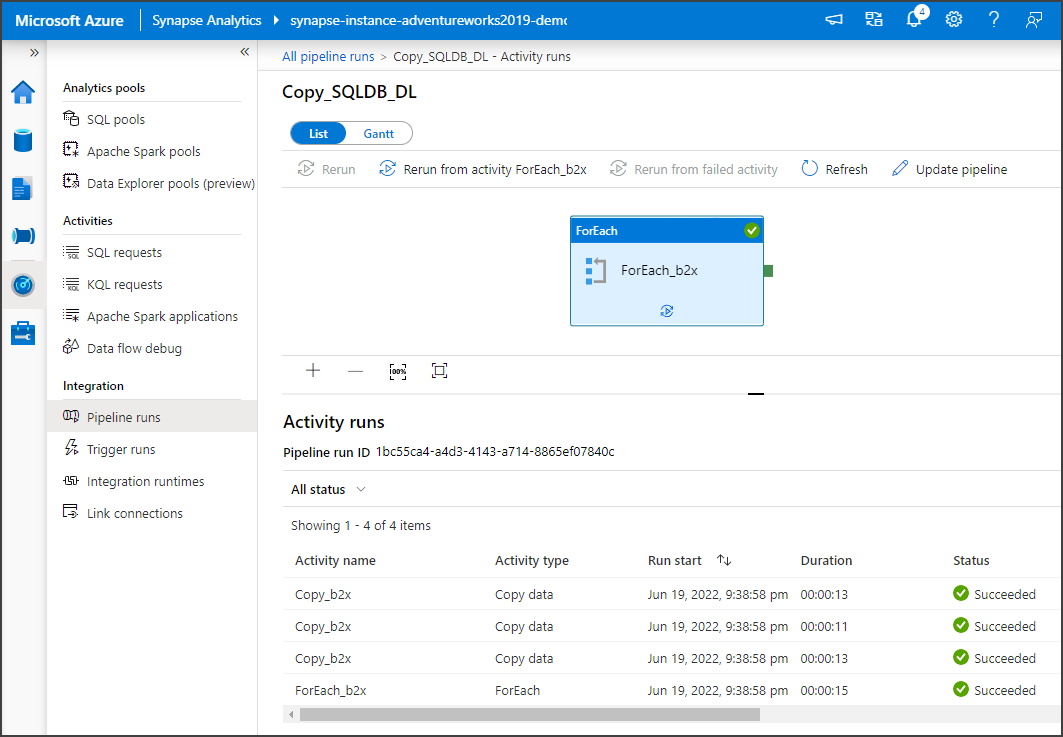 Microsoft Azure Synapse Analytics synapse-instance-adventureworks2019-demo 4
» «
Analytics pools
SQL pools
Apache Spark pools
Data Explorer pools (preview)
Activities
SQL requests
KQL requests
Apache Spark applications
Data flow debug
Integration
Pipeline runs
Trigger runs
Integration runtimes
Link connections
All pipeline runs > Copy_SQLDB_DL - Activity runs
Copy_SQLDB_DL
List Gantt
Rerun Rerun from activity ForEach_b2x Rerun from failed activity Refresh Update pipeline
ForEach
ForEach_b2x
100%
Activity runs
Pipeline run ID 1bc55ca4-a4d3-4143-a714-8865ef07840c
All status
Showing 1 - 4 of 4 items
Activity name Activity type Run start Duration Status
Copy_b2x Copy data Jun 19, 2022, 9:38:58 pm 00:00:13 Succeeded
Copy_b2x Copy data Jun 19, 2022, 9:38:58 pm 00:00:11 Succeeded
Copy_b2x Copy data Jun 19, 2022, 9:38:58 pm 00:00:13 Succeeded
ForEach_b2x ForEach Jun 19, 2022, 9:38:58 pm 00:00:15 Succeeded